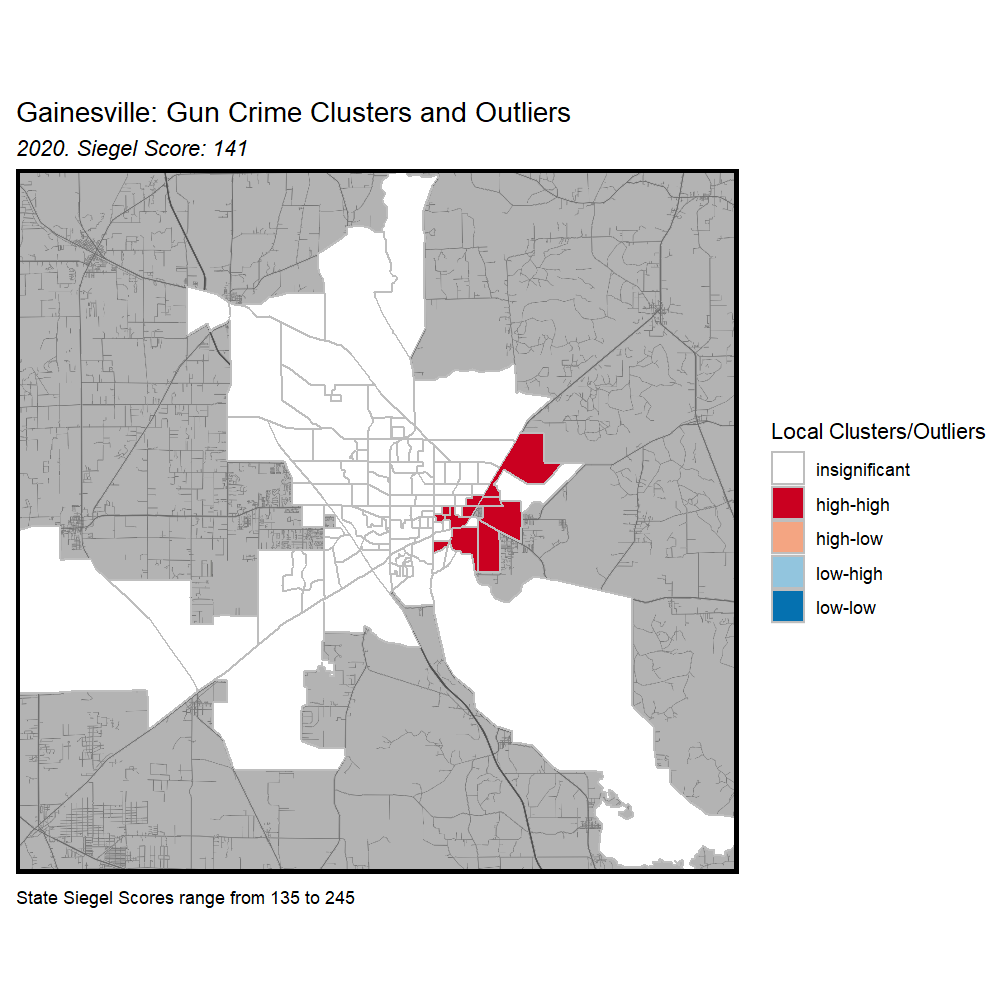 Gainesville: Gun Crime Clusters and Outliers
2020. Siegel Score: 141
Local Clusters/Outliers
insignificant
high-high
high-low
low-high
low-low
State Siegel Scores range from 135 to 245